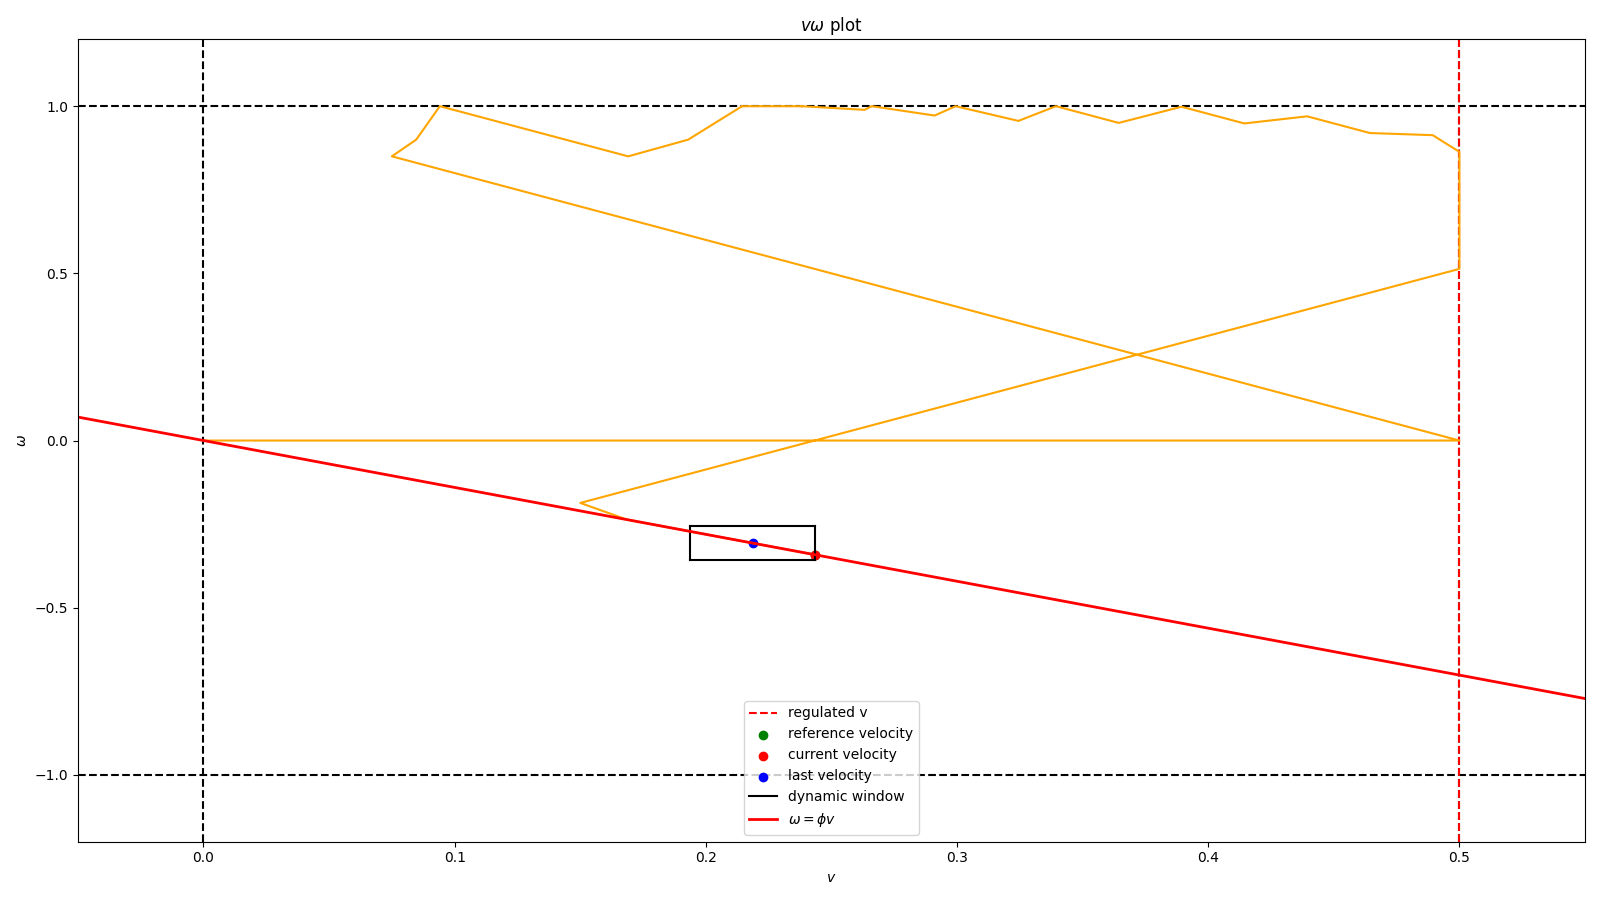 vω plot
1.0
0.5
0.0
−0.5
−1.0
ω
regulated v
reference velocity
current velocity
last velocity
dynamic window
ω = ϕv
0.0 0.1 0.2 0.3 0.4 0.5
v